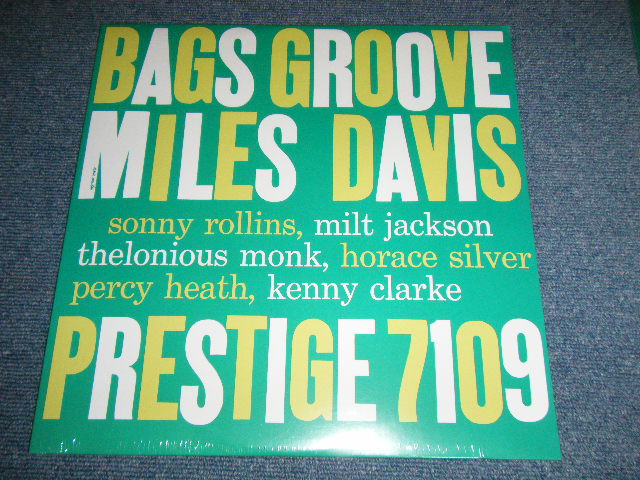 BAGS GROOVE
MILES DAVIS
sonny rollins, milt jackson
thelonious monk, horace silver
percy heath, kenny clarke
PRESTIGE 7109